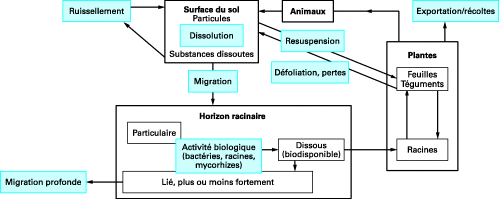 Ruissellement
Surface du sol
Particules
Dissolution
Substances dissoutes
Animaux
Exportation/récoltes
Resuspension
Défoliation, pertes
Plantes
Feuilles
Téguments
Racines
Migration
Horizon racinaire
Particulaire
Activité biologique
(bactéries, racines,
mycorhizes)
Dissous
(biodisponible)
Lié, plus ou moins fortement
Migration profonde